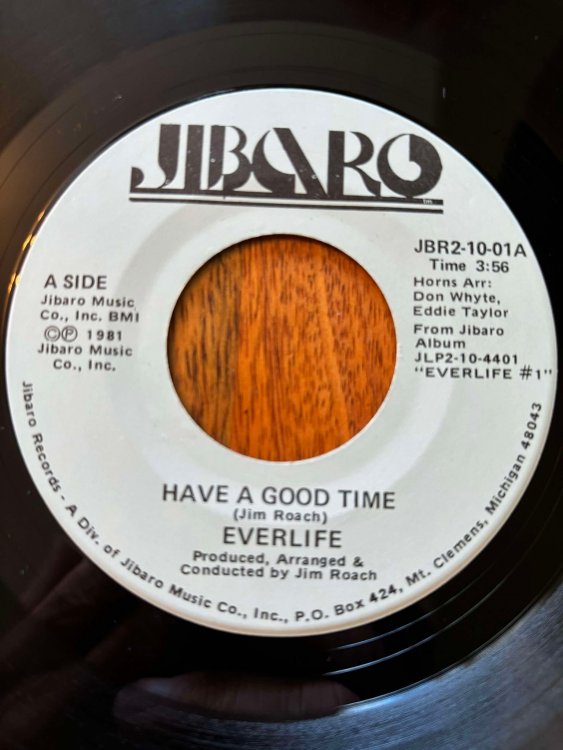 JIBARO
TM
A SIDE
Jibaro Music
Co., Inc. BMI
©℗ 1981
Jibaro Music
Co., Inc.
JBR2-10-01A
Time 3:56
Horns Arr:
Don Whyte,
Eddie Taylor
From Jibaro
Album
JLP2-10-4401
"EVERLIFE #1"
HAVE A GOOD TIME
(Jim Roach)
EVERLIFE
Produced, Arranged &
Conducted by Jim Roach
Jibaro Records - A Div. of Jibaro Music Co., Inc., P.O. Box 424, Mt. Clemens, Michigan 48043